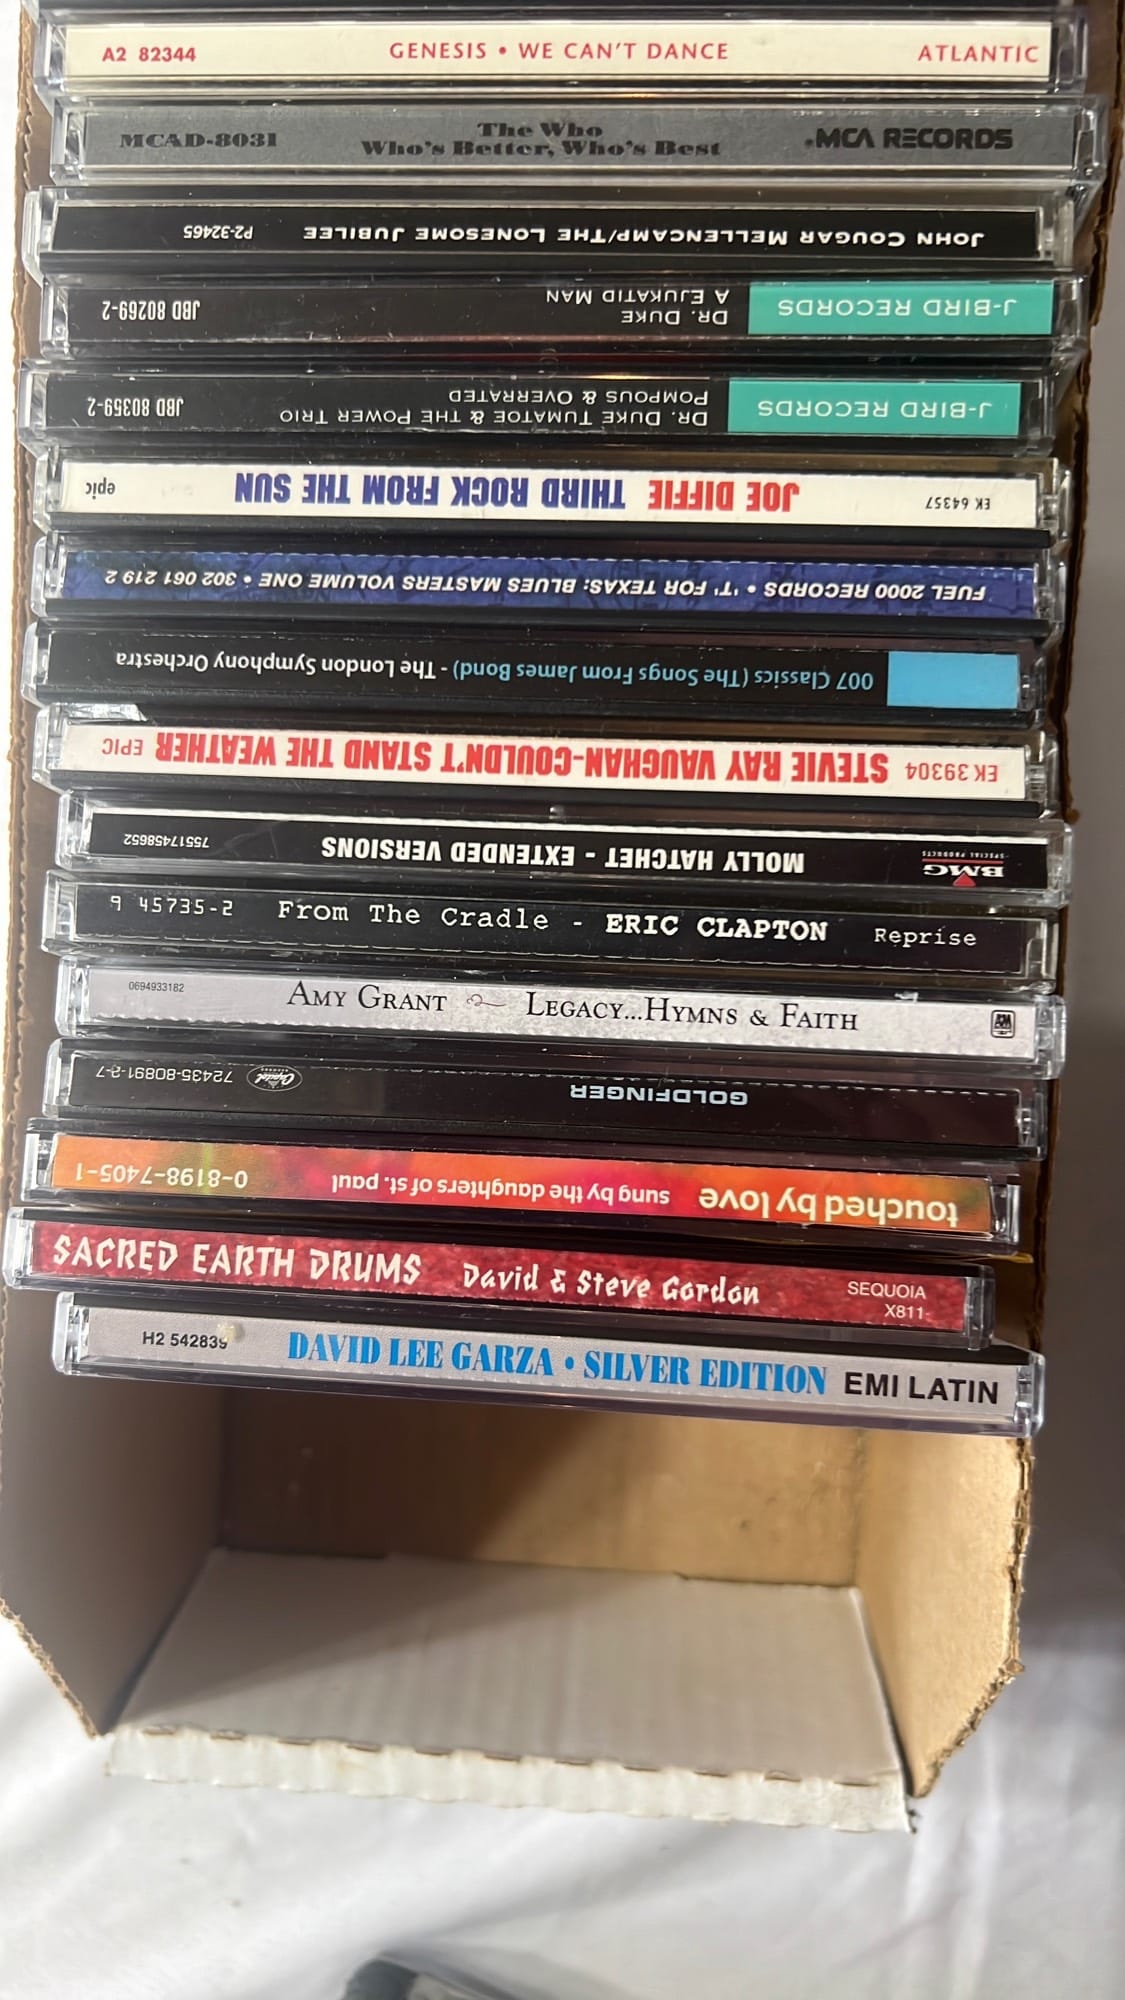 A2 82344 GENESIS • WE CAN'T DANCE ATLANTIC
MCAD-8031 The Who
Who's Better, Who's Best
MCA RECORDS
JOHN COUGAR MELLENCAMP/THE LONESOME JUBILEE P2-32465
J-BIRD RECORDS DR. DUKE
A EJUKATID MAN
JBD 80269-2
J-BIRD RECORDS DR. DUKE TUMATOE & THE POWER TRIO
POMPOUS & OVERRATED
JBD 80359-2
EK 64357 JOE DIFFIE THIRD ROCK FROM THE SUN epic
FUEL 2000 RECORDS • 'T' FOR TEXAS: BLUES MASTERS VOLUME ONE • 302 061 219 2
007 Classics (The Songs From James Bond) - The London Symphony Orchestra
EK 39304 STEVIE RAY VAUGHAN-COULDN'T STAND THE WEATHER EPIC
BMG
SPECIAL PRODUCTS
MOLLY HATCHET - EXTENDED VERSIONS 75517458652
9 45735-2 From The Cradle - ERIC CLAPTON Reprise
0694933182 AMY GRANT LEGACY...HYMNS & FAITH A&M
GOLDFINGER Capitol
RECORDS
72435-80891-2-7
touched by love sung by the daughters of st. paul 0-8198-7405-1
SACRED EARTH DRUMS David & Steve Gordon SEQUOIA
X811-
H2 542839 DAVID LEE GARZA • SILVER EDITION EMI LATIN